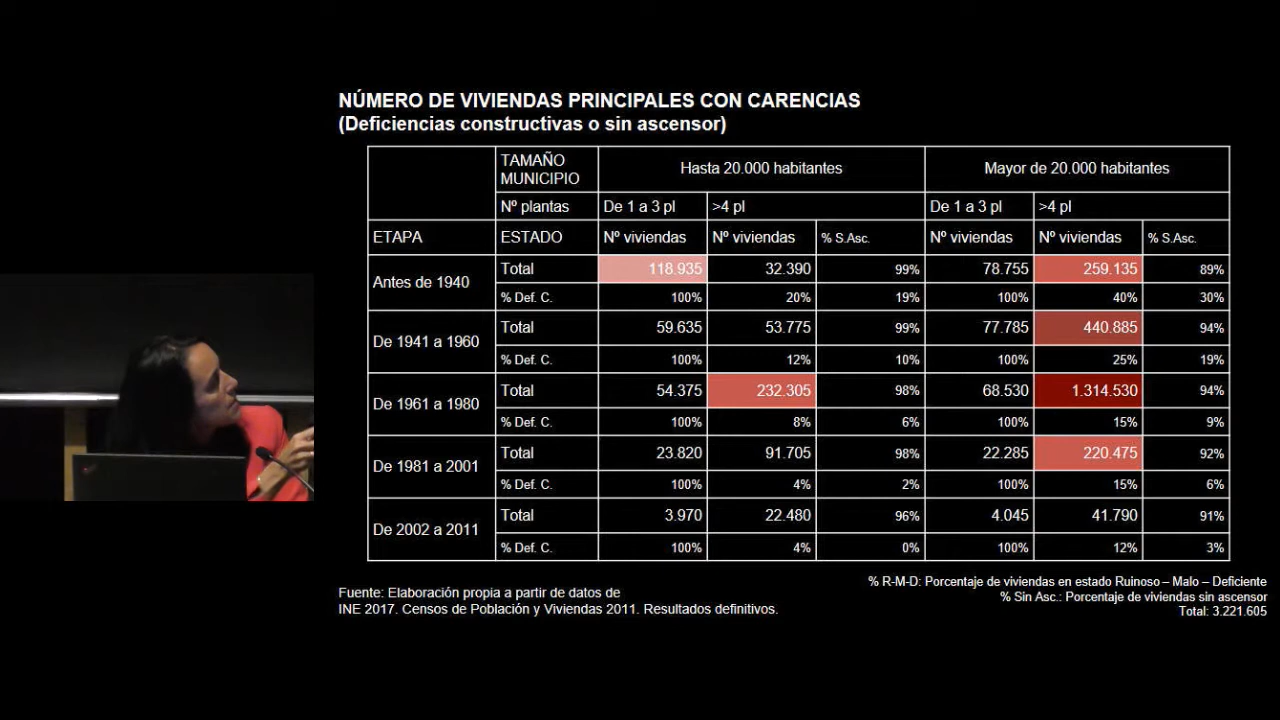 NÚMERO DE VIVIENDAS PRINCIPALES CON CARENCIAS
(Deficiencias constructivas o sin ascensor)
TAMAÑO MUNICIPIO Hasta 20.000 habitantes Mayor de 20.000 habitantes
Nº plantas De 1 a 3 pl >4 pl De 1 a 3 pl >4 pl
ETAPA ESTADO Nº viviendas Nº viviendas % S.Asc. Nº viviendas Nº viviendas % S.Asc.
Antes de 1940 Total 118.935 32.390 99% 78.755 259.135 89%
% Def. C. 100% 20% 19% 100% 40% 30%
De 1941 a 1960 Total 59.635 53.775 99% 77.785 440.885 94%
% Def. C. 100% 12% 10% 100% 25% 19%
De 1961 a 1980 Total 54.375 232.305 98% 68.530 1.314.530 94%
% Def. C. 100% 8% 6% 100% 15% 9%
De 1981 a 2001 Total 23.820 91.705 98% 22.285 220.475 92%
% Def. C. 100% 4% 2% 100% 15% 6%
De 2002 a 2011 Total 3.970 22.480 96% 4.045 41.790 91%
% Def. C. 100% 4% 0% 100% 12% 3%
Fuente: Elaboración propia a partir de datos de
INE 2017. Censos de Población y Viviendas 2011. Resultados definitivos.
% R-M-D: Porcentaje de viviendas en estado Ruinoso – Malo – Deficiente
% Sin Asc.: Porcentaje de viviendas sin ascensor
Total: 3.221.605